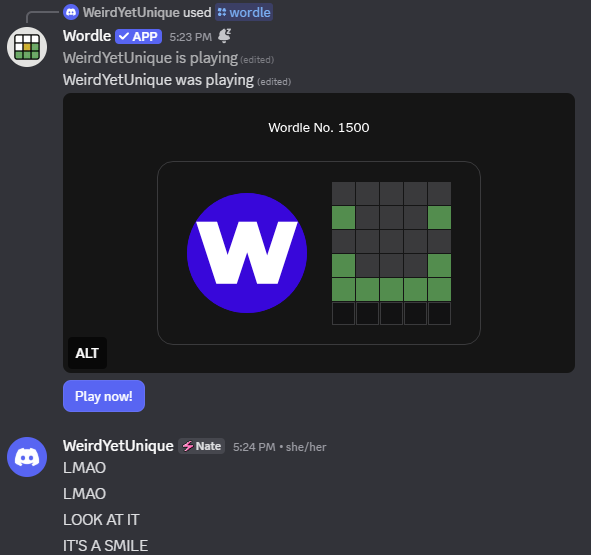 WeirdYetUnique used wordle
Wordle APP 5:23 PM
WeirdYetUnique is playing (edited)
WeirdYetUnique was playing (edited)
Wordle No. 1500
W
ALT
Play now!
WeirdYetUnique Nate 5:24 PM • she/her
LMAO
LMAO
LOOK AT IT
IT'S A SMILE